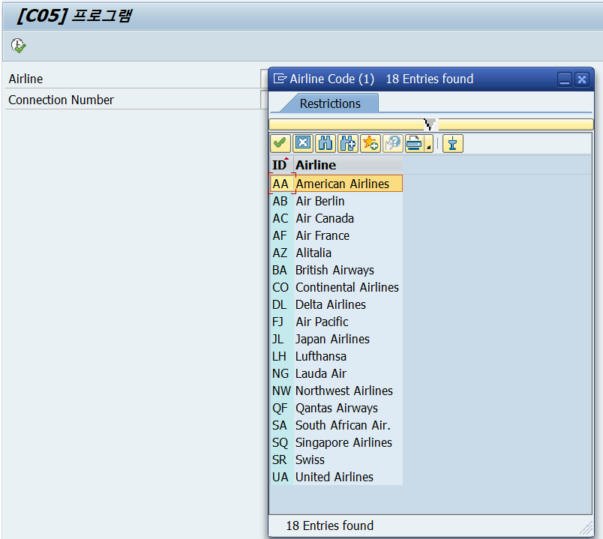 [C05] 프로그램
Airline
Connection Number
Airline Code (1) 18 Entries found
Restrictions
ID Airline
AA American Airlines
AB Air Berlin
AC Air Canada
AF Air France
AZ Alitalia
BA British Airways
CO Continental Airlines
DL Delta Airlines
FJ Air Pacific
JL Japan Airlines
LH Lufthansa
NG Lauda Air
NW Northwest Airlines
QF Qantas Airways
SA South African Air.
SQ Singapore Airlines
SR Swiss
UA United Airlines
18 Entries found